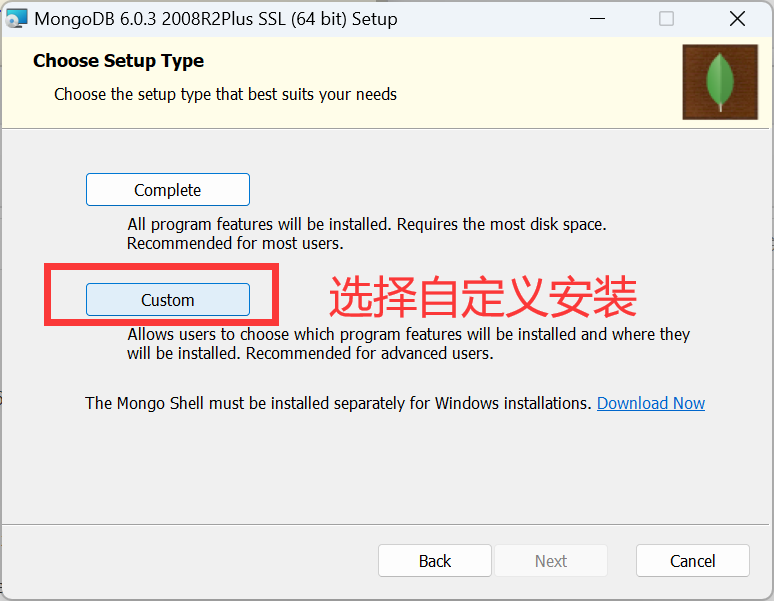 MongoDB 6.0.3 2008R2Plus SSL (64 bit) Setup
Choose Setup Type
Choose the setup type that best suits your needs
Complete
All program features will be installed. Requires the most disk space.
Recommended for most users.
Custom
选择自定义安装
Allows users to choose which program features will be installed and where they
will be installed. Recommended for advanced users.
The Mongo Shell must be installed separately for Windows installations. Download Now
Back
Next
Cancel